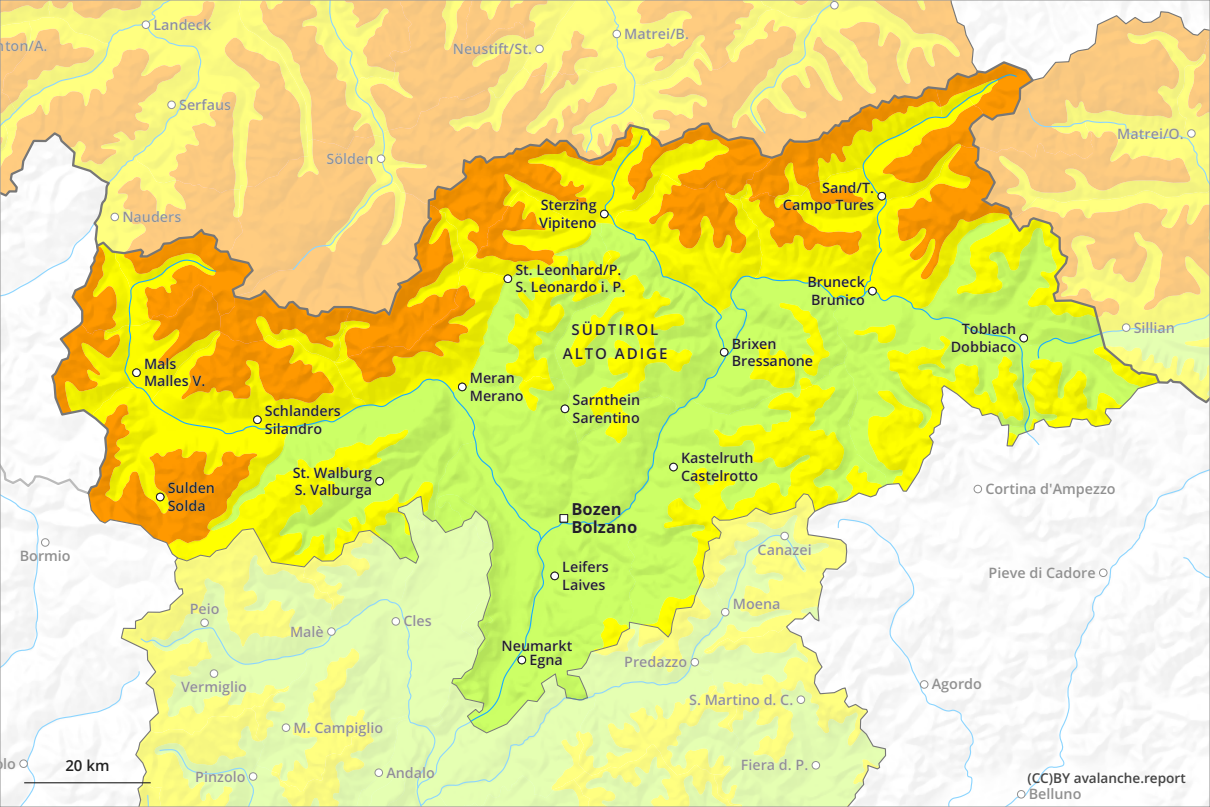 Landeck
Matrei/B.
nton/A.
Neustift/St.
Serfaus
Matrei/O.
Sölden
Sand/T.
Campo Tures
Sterzing
Vipiteno
Nauders
St. Leonhard/P.
S. Leonardo i. P.
Bruneck
Brunico
SÜDTIROL
ALTO ADIGE
Toblach
Dobbiaco
Sillian
Brixen
Bressanone
Mals
Malles V.
Meran
Merano
Sarnthein
Sarentino
Schlanders
Silandro
Kastelruth
Castelrotto
St. Walburg
S. Valburga
Sulden
Solda
Cortina d'Ampezzo
Bozen
Bolzano
Bormio
Canazei
Leifers
Laives
Pieve di Cadore
Peio
Moena
Malè
Cles
Neumarkt
Egna
Predazzo
Vermiglio
Agordo
S. Martino d. C.
M. Campiglio
20 km
Pinzolo
Andalo
Fiera d. P.
olo
(CC)BY avalanche.report
Belluno